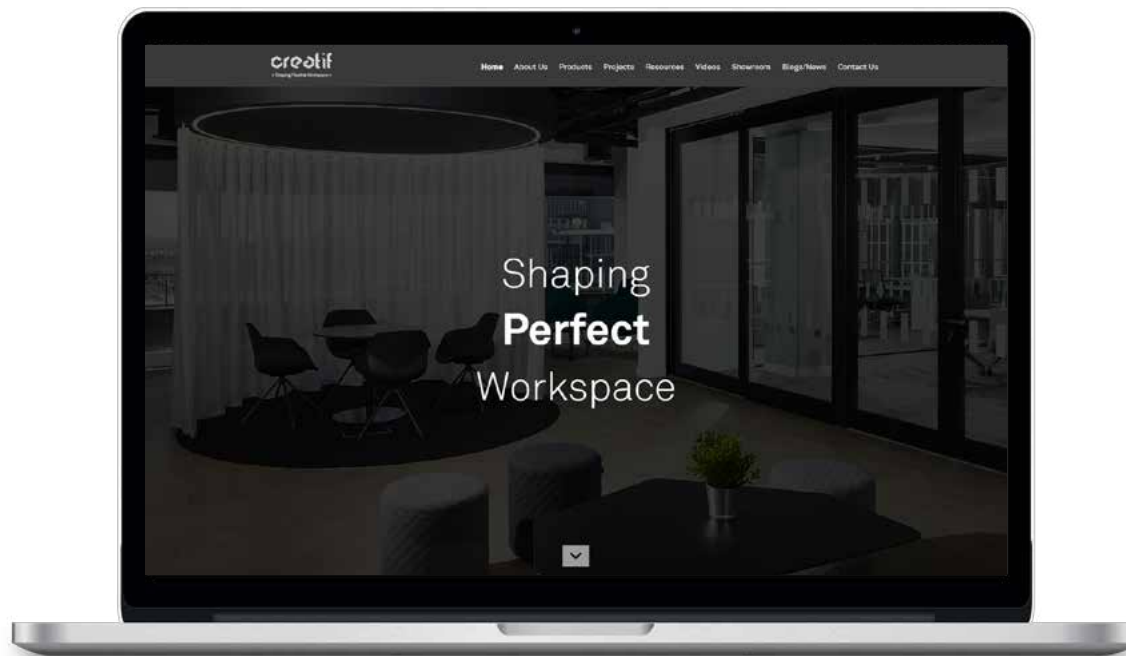 creatif
Home About Us Products Projects Resources Videos Showroom Blogs/News Contact Us
Shaping
Perfect
Workspace